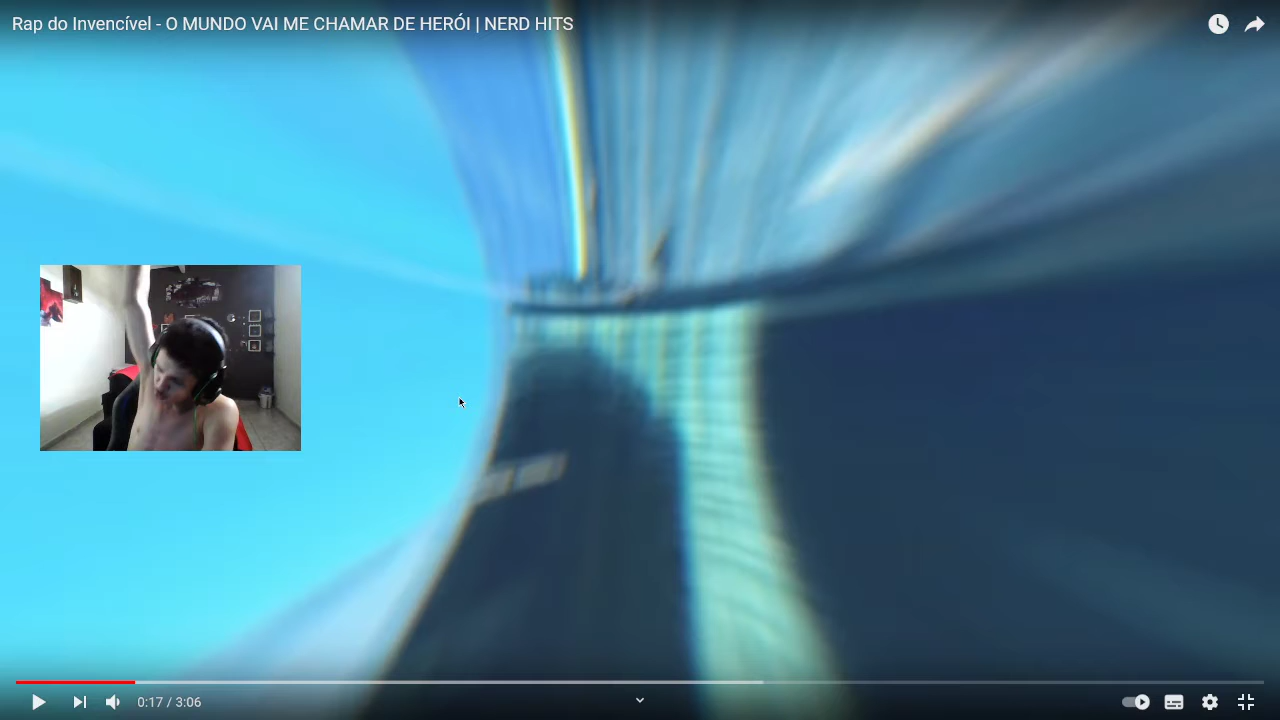 Rap do Invencível - O MUNDO VAI ME CHAMAR DE HERÓI | NERD HITS
0:17 / 3:06